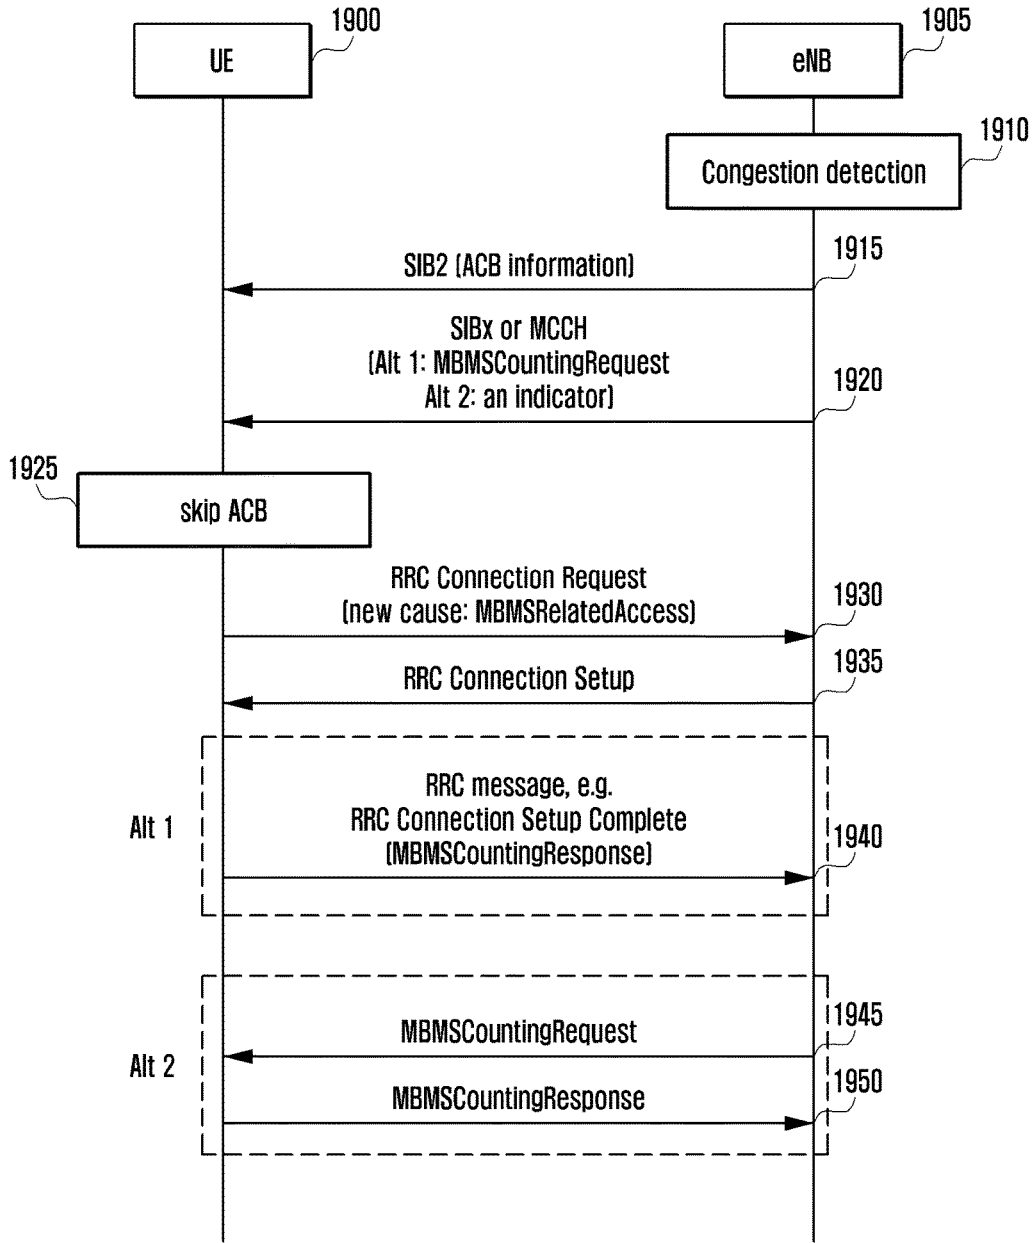 1900
1905
UE
eNB
1910
Congestion detection
1915
SIB2 (ACB information)
SIBx or MCCH
(Alt 1: MBMSCountingRequest
Alt 2: an indicator)
1920
1925
skip ACB
RRC Connection Request
(new cause: MBMSRelatedAccess)
1930
1935
RRC Connection Setup
Alt 1
RRC message, e.g.
RRC Connection Setup Complete
(MBMSCountingResponse)
1940
Alt 2
MBMSCountingRequest
1945
MBMSCountingResponse
1950